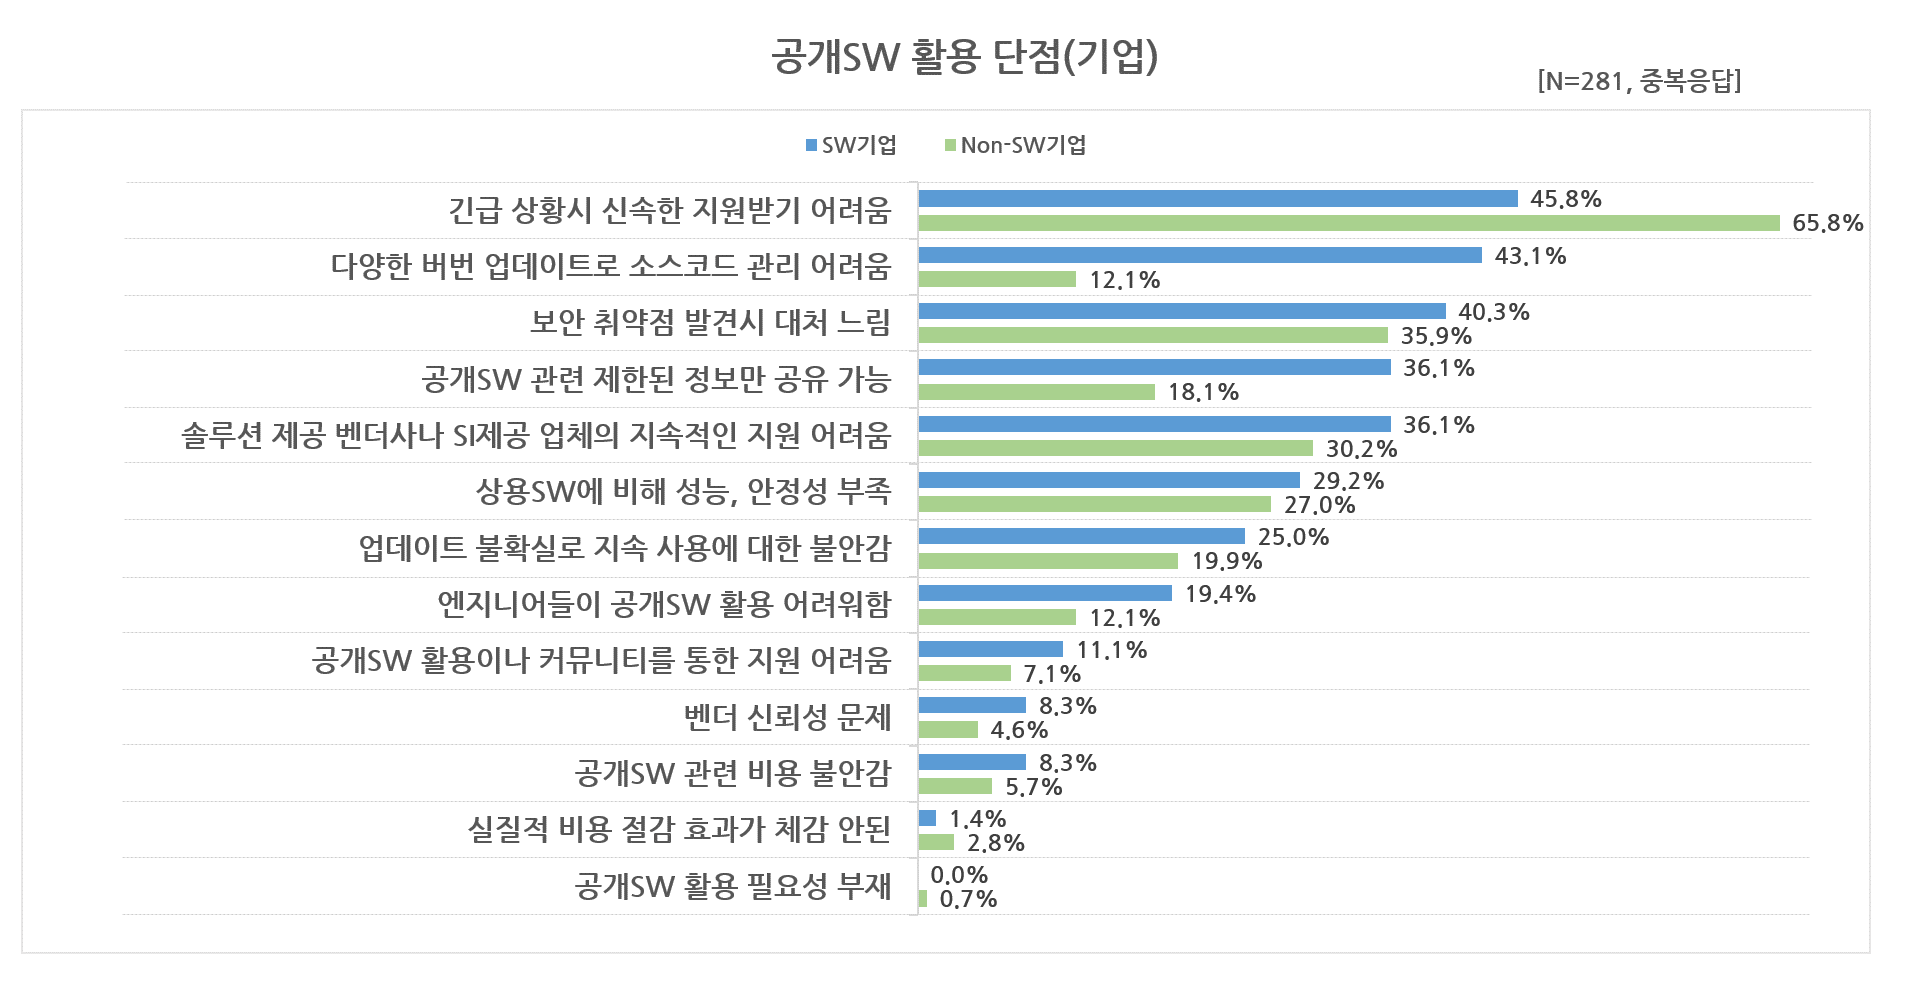 공개SW 활용 단점(기업)
[N=281, 중복응답]
SW기업 Non-SW기업
긴급 상황시 신속한 지원받기 어려움 45.8%
65.8%
다양한 버번 업데이트로 소스코드 관리 어려움 43.1%
12.1%
보안 취약점 발견시 대처 느림 40.3%
35.9%
공개SW 관련 제한된 정보만 공유 가능 36.1%
18.1%
솔루션 제공 벤더사나 SI제공 업체의 지속적인 지원 어려움 36.1%
30.2%
상용SW에 비해 성능, 안정성 부족 29.2%
27.0%
업데이트 불확실로 지속 사용에 대한 불안감 25.0%
19.9%
엔지니어들이 공개SW 활용 어려워함 19.4%
12.1%
공개SW 활용이나 커뮤니티를 통한 지원 어려움 11.1%
7.1%
벤더 신뢰성 문제 8.3%
4.6%
공개SW 관련 비용 불안감 8.3%
5.7%
실질적 비용 절감 효과가 체감 안된 1.4%
2.8%
공개SW 활용 필요성 부재 0.0%
0.7%